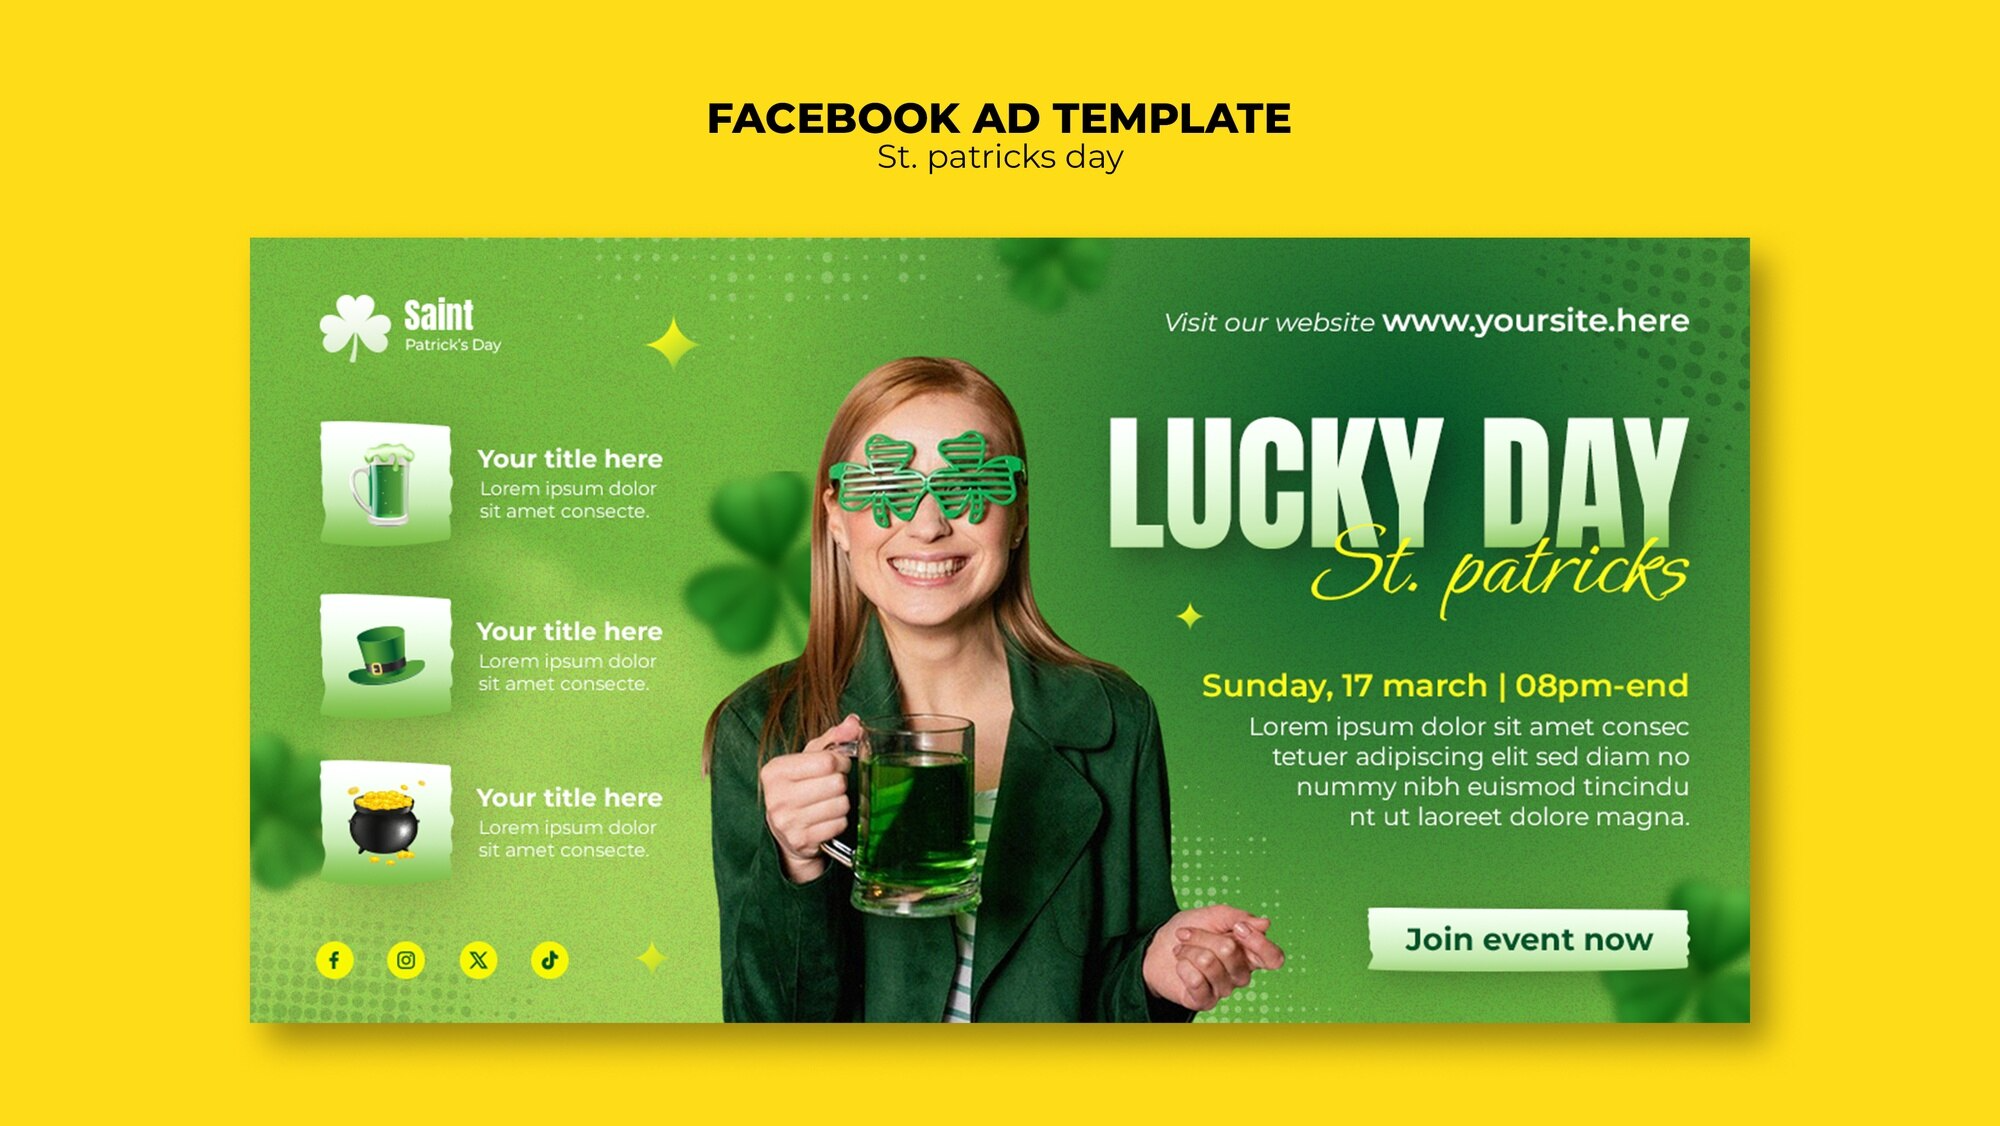 FACEBOOK AD TEMPLATE
St. patricks day
Saint
Patrick's Day
Visit our website www.yoursite.here
LUCKY DAY
St. patricks
Your title here
Lorem ipsum dolor
sit amet consecte.
Your title here
Lorem ipsum dolor
sit amet consecte.
Your title here
Lorem ipsum dolor
sit amet consecte.
Sunday, 17 march | 08pm-end
Lorem ipsum dolor sit amet consec
tetuer adipiscing elit sed diam no
nummy nibh euismod tincindu
nt ut laoreet dolore magna.
Join event now